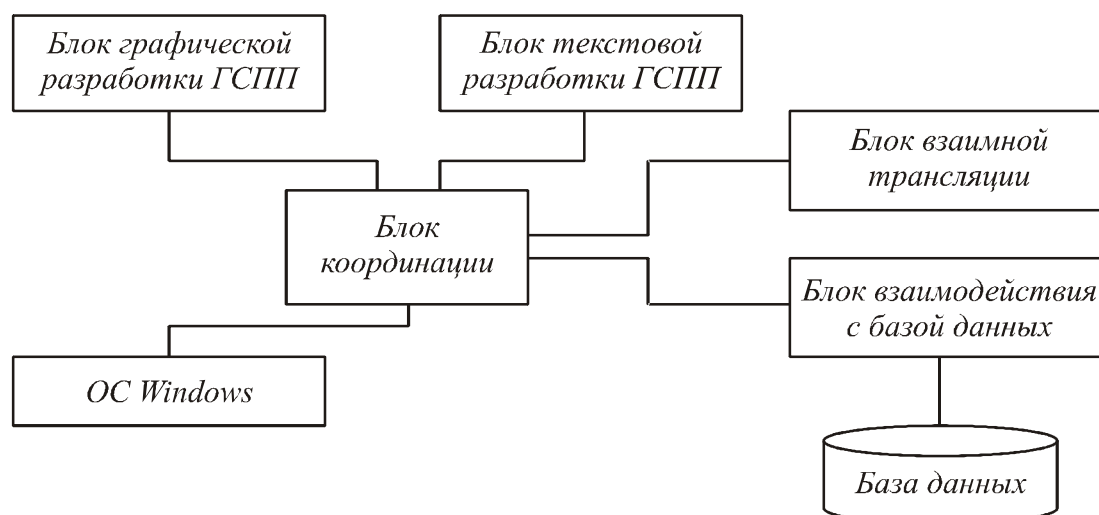 Блок графической
разработки ГСПП
Блок текстовой
разработки ГСПП
Блок взаимной
трансляции
Блок
координации
Блок взаимодействия
с базой данных
ОС Windows
База данных